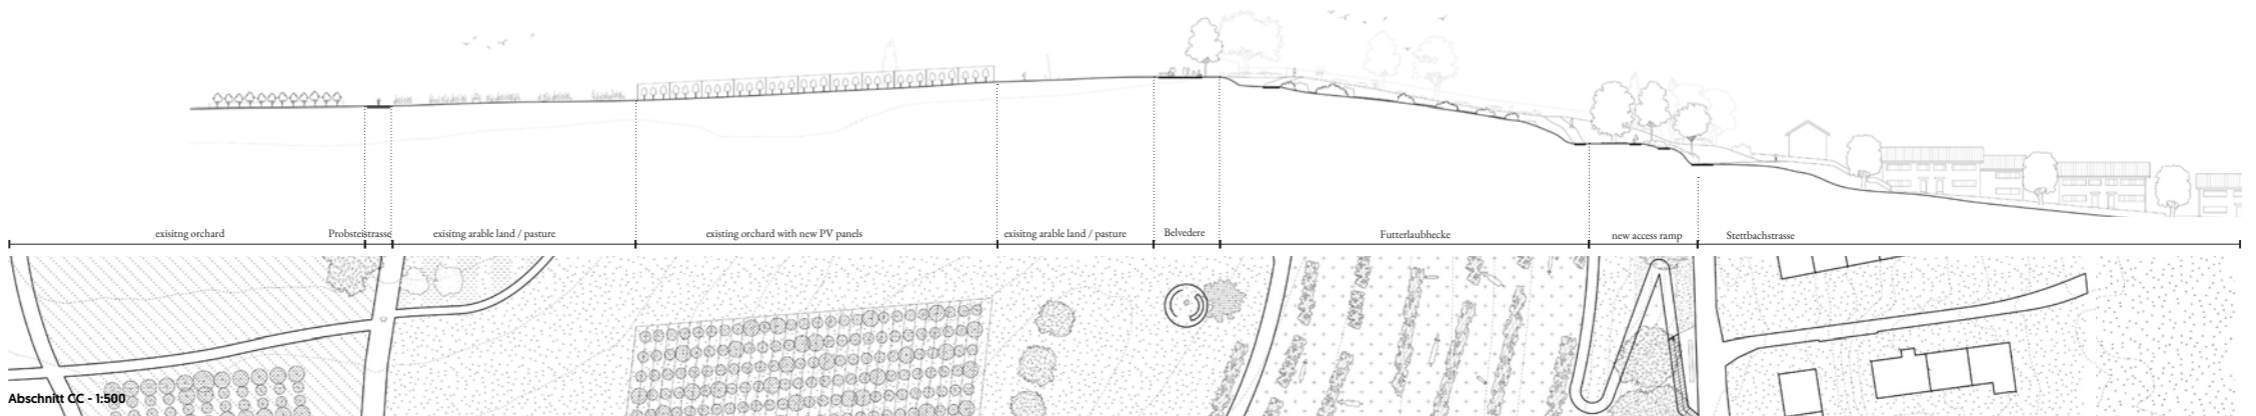 exisitng orchard
Probsteistrasse
exisitng arable land / pasture
existing orchard with new PV panels
exisitng arable land / pasture
Belvedere
Futterlaubhecke
new access ramp
Stettbachstrasse
Abschnitt CC - 1:500